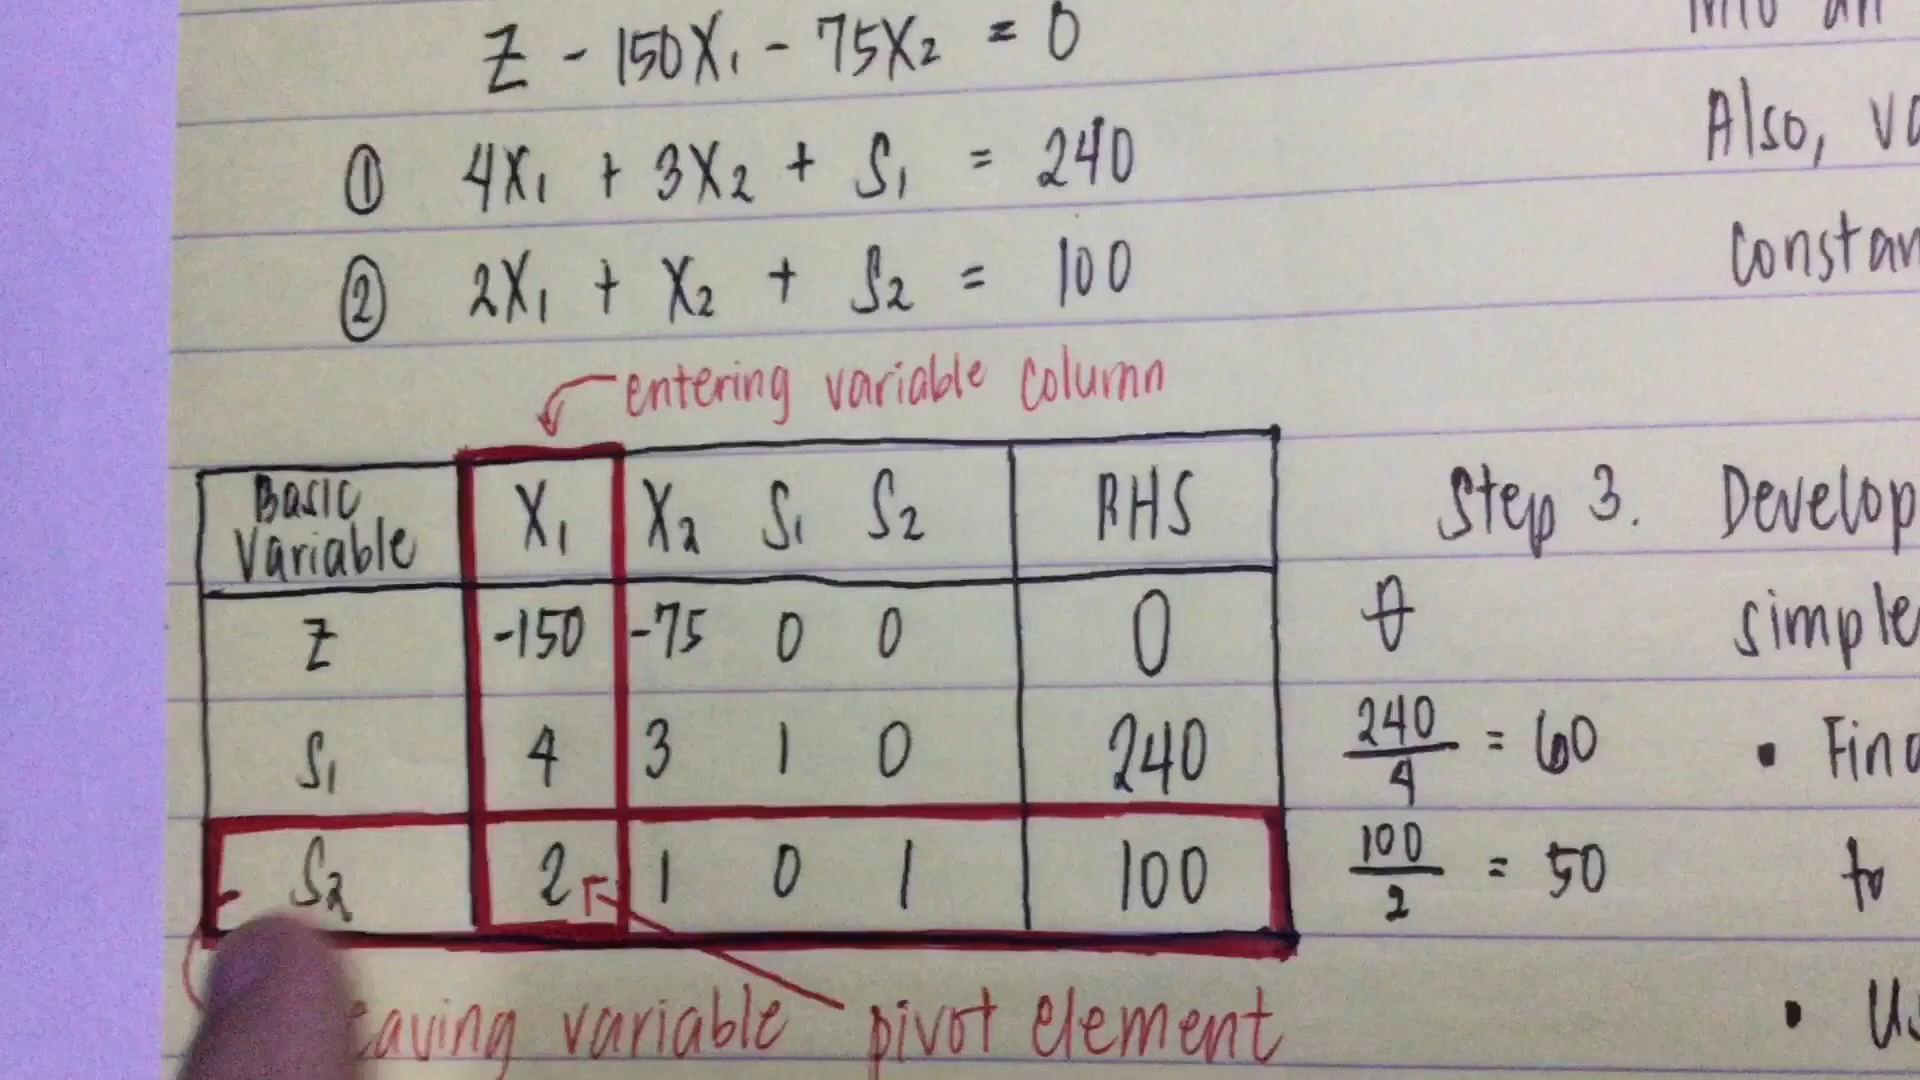 Z - 150X₁ - 75X₂ = 0
① 4X₁ + 3X₂ + S₁ = 240
② 2X₁ + X₂ + S₂ = 100
entering variable column
Basic Variable X₁ X₂ S₁ S₂ RHS
Z -150 -75 0 0 0 θ
S₁ 4 3 1 0 240 240/4 = 60
S₂ 2 1 0 1 100 100/2 = 50
variable pivot element
an
Also,
Step 3. Develop
to